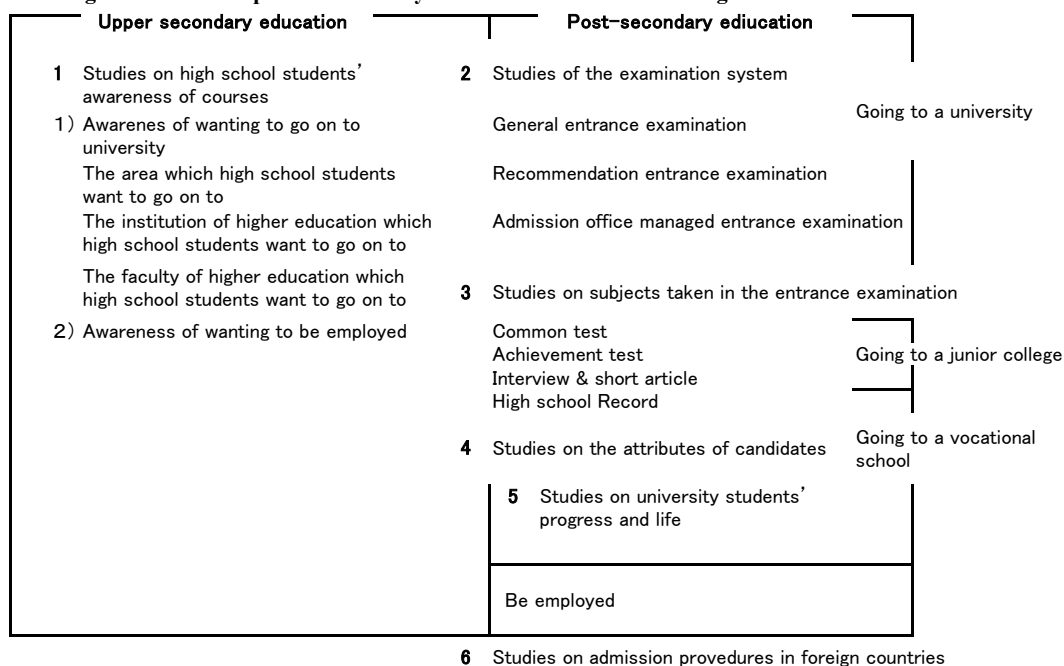 Upper secondary education
Post-secondary ediucation
1 Studies on high school students'
awareness of courses
1) Awarenes of wanting to go on to
university
The area which high school students
want to go on to
The institution of higher education which
high school students want to go on to
The faculty of higher education which
high school students want to go on to
2) Awareness of wanting to be employed
2 Studies of the examination system
General entrance examination
Recommendation entrance examination
Admission office managed entrance examination
3 Studies on subjects taken in the entrance examination
Common test
Achievement test
Interview & short article
High school Record
4 Studies on the attributes of candidates
5 Studies on university students'
progress and life
Be employed
Going to a university
Going to a junior college
Going to a vocational
school
6 Studies on admission provedures in foreign countries